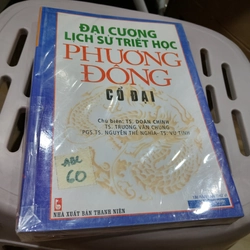 ĐẠI CƯƠNG
LỊCH SỬ TRIẾT HỌC
PHƯƠNG ĐÔNG
CỔ ĐẠI
Chủ biên: TS. DOÃN CHÍNH
TS. TRƯƠNG VĂN CHUNG
PGS.TS. NGUYỄN THẾ NGHĨA - TS. VŨ TÌNH
60
NHÀ XUẤT BẢN THANH NIÊN